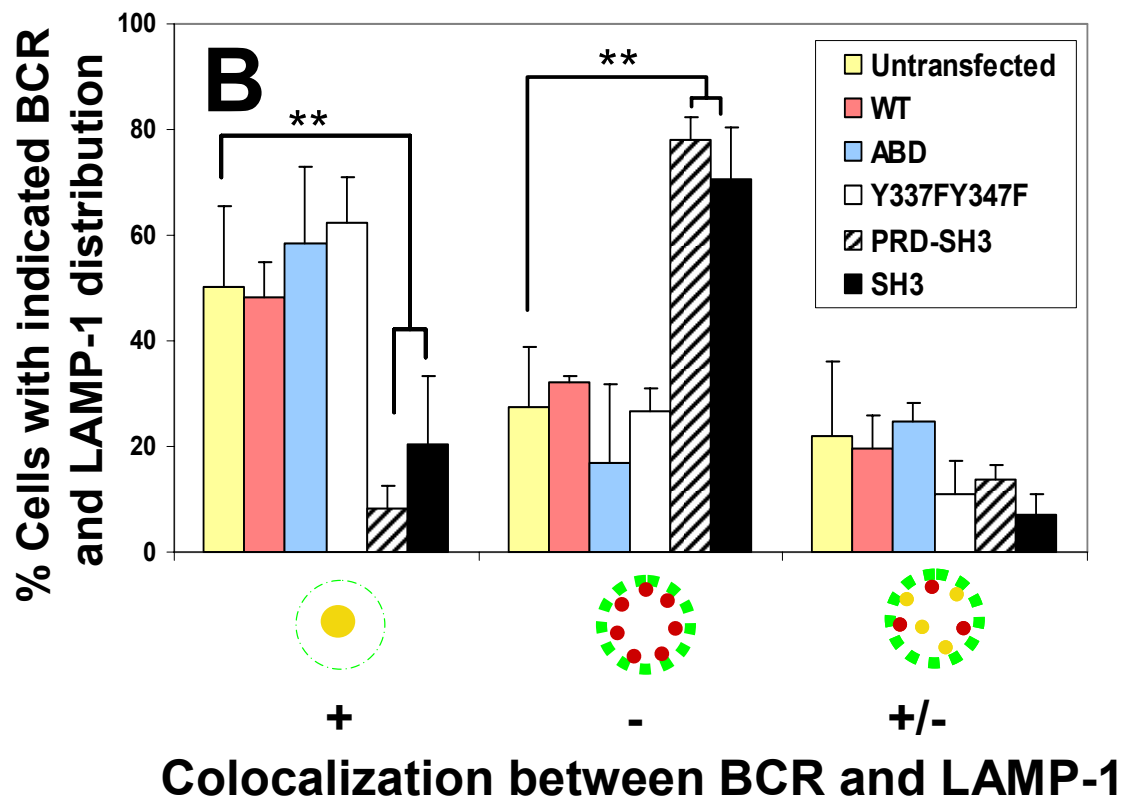 % Cells with indicated BCR
and LAMP-1 distribution
100
80
60
40
20
0
B
**
**
Untransfected
WT
ABD
Y337FY347F
PRD-SH3
SH3
+
-
+/-
Colocalization between BCR and LAMP-1